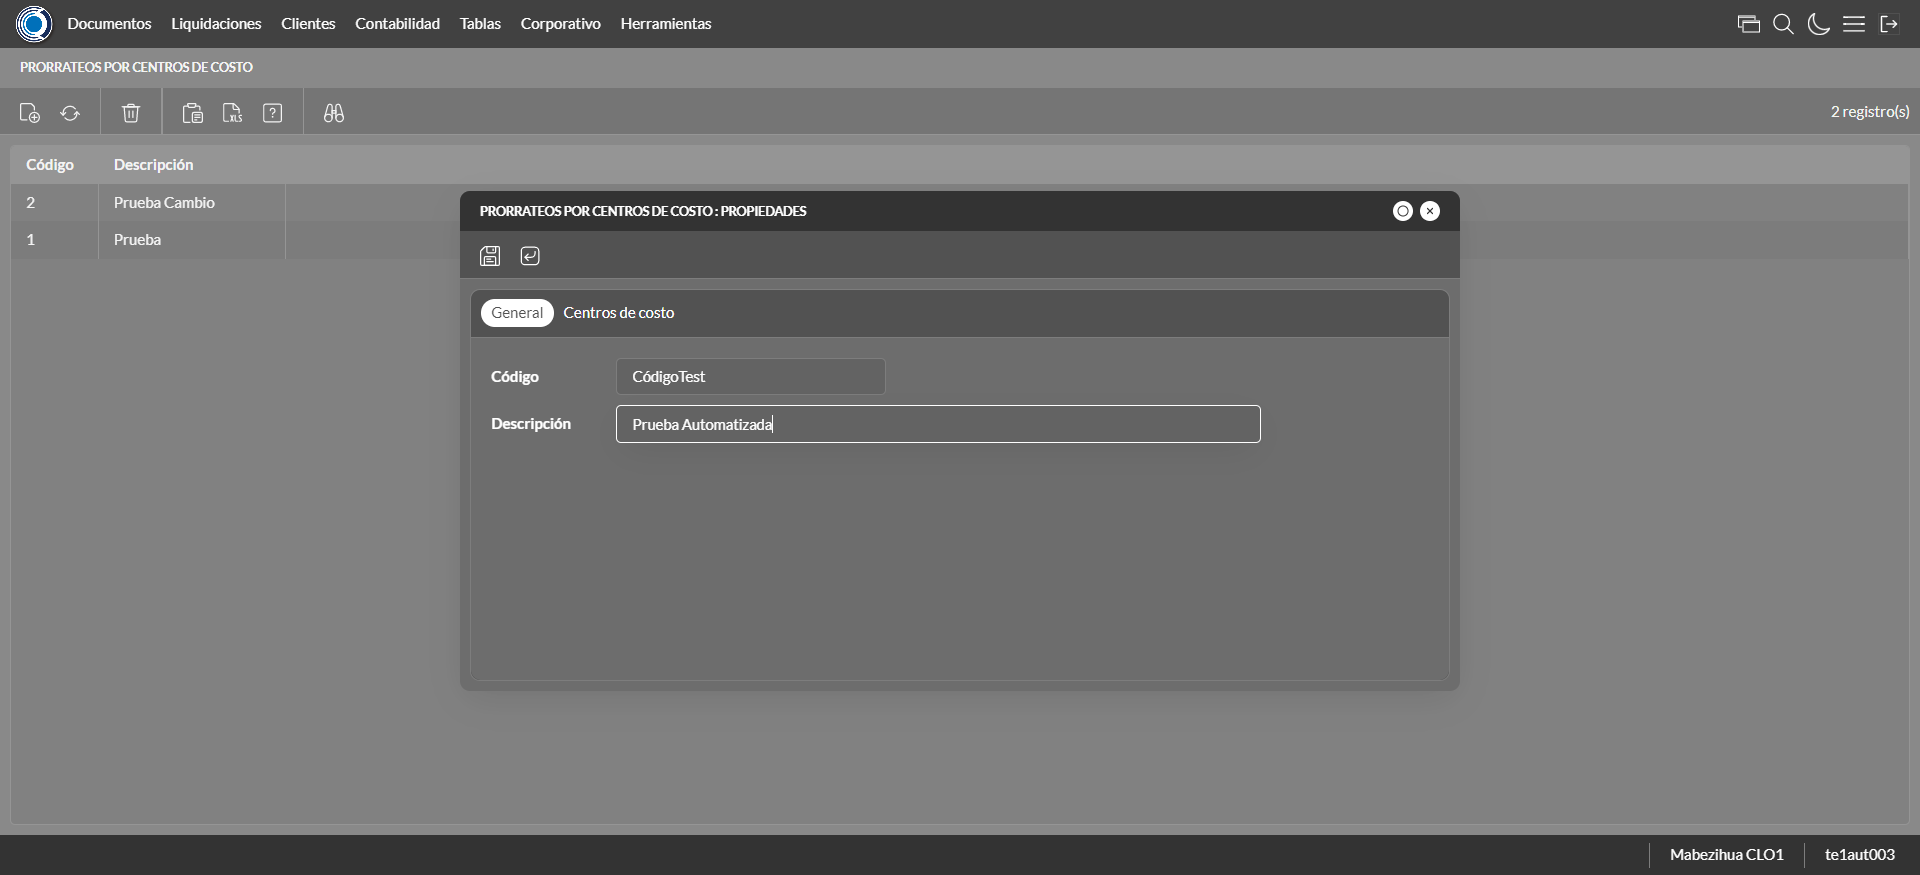 Documentos Liquidaciones Clientes Contabilidad Tablas Corporativo Herramientas
PRORRATEOS POR CENTROS DE COSTO
XLS ? 2 registro(s)
Código Descripción
2 Prueba Cambio
1 Prueba
PRORRATEOS POR CENTROS DE COSTO : PROPIEDADES
General Centros de costo
Código CódigoTest
Descripción Prueba Automatizada
Mabezihua CLO1 te1aut003